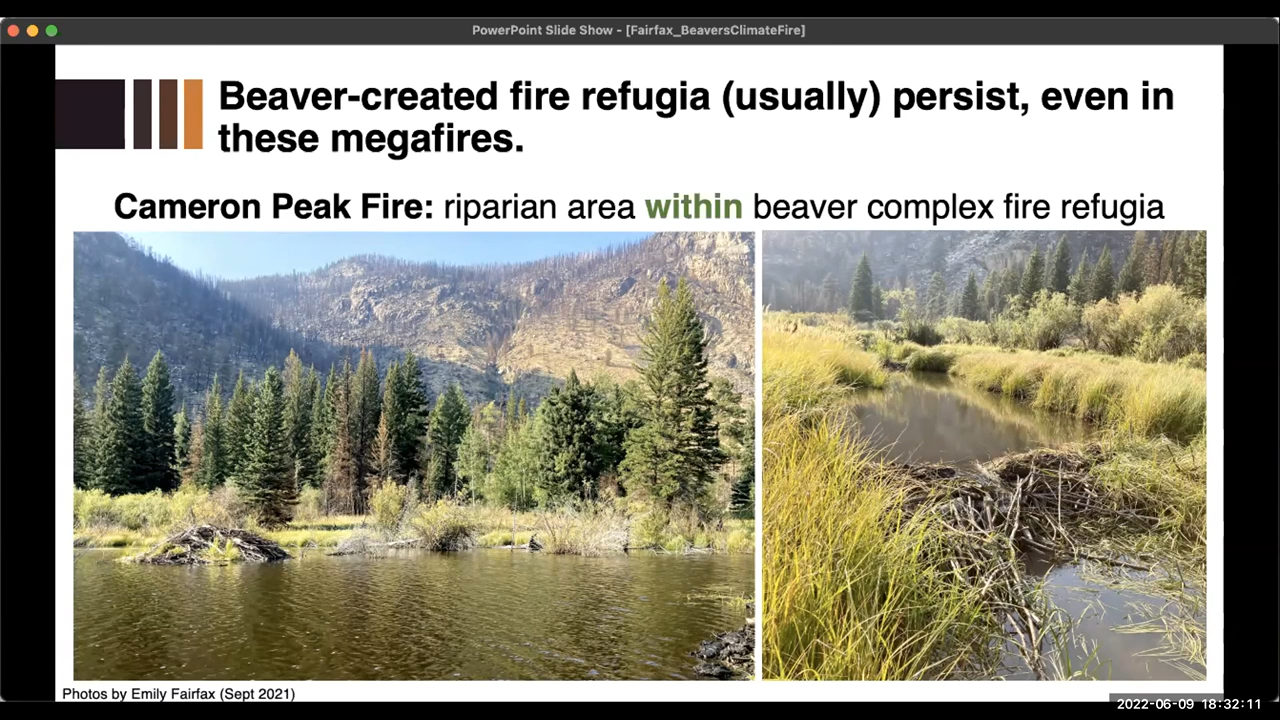 PowerPoint Slide Show - [Fairfax_BeaversClimateFire]
Beaver-created fire refugia (usually) persist, even in
these megafires.
Cameron Peak Fire: riparian area within beaver complex fire refugia
Photos by Emily Fairfax (Sept 2021)
2022-06-09 18:32:11